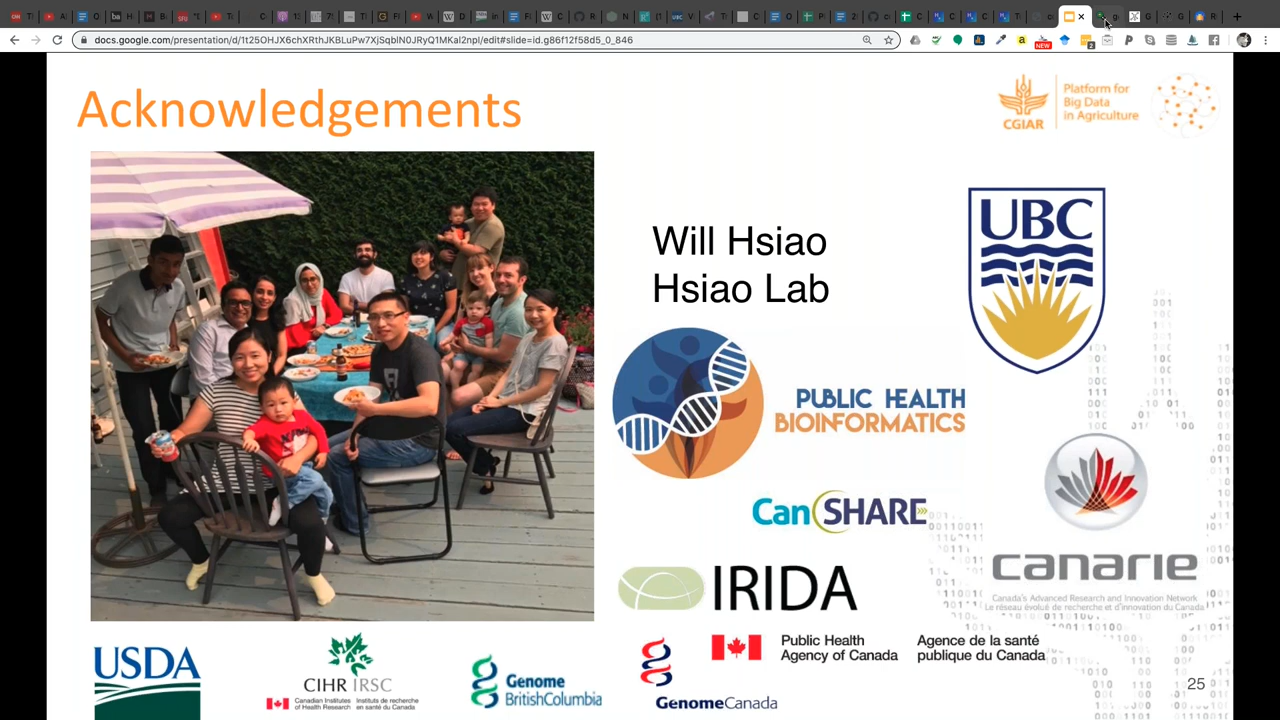 docs.google.com/presentation/d/1t25OHJX6chXRthJKBLuPw7XjSqblN0JRyQ1MKaI2npI/edit#slide=id.g86f12f58d5_0_846
NEW
2
Acknowledgements
CGIAR
Platform for
Big Data
in Agriculture
Will Hsiao
Hsiao Lab
UBC
PUBLIC HEALTH
BIOINFORMATICS
CanSHARE
IRIDA
canarie
Canada's Advanced Research and Innovation Network
Le réseau évolué de recherche et d'innovation du Canada
USDA
CIHR IRSC
Canadian Institutes of Health Research
Instituts de recherche en santé du Canada
Genome
BritishColumbia
GenomeCanada
Public Health
Agency of Canada
Agence de la santé
publique du Canada
25